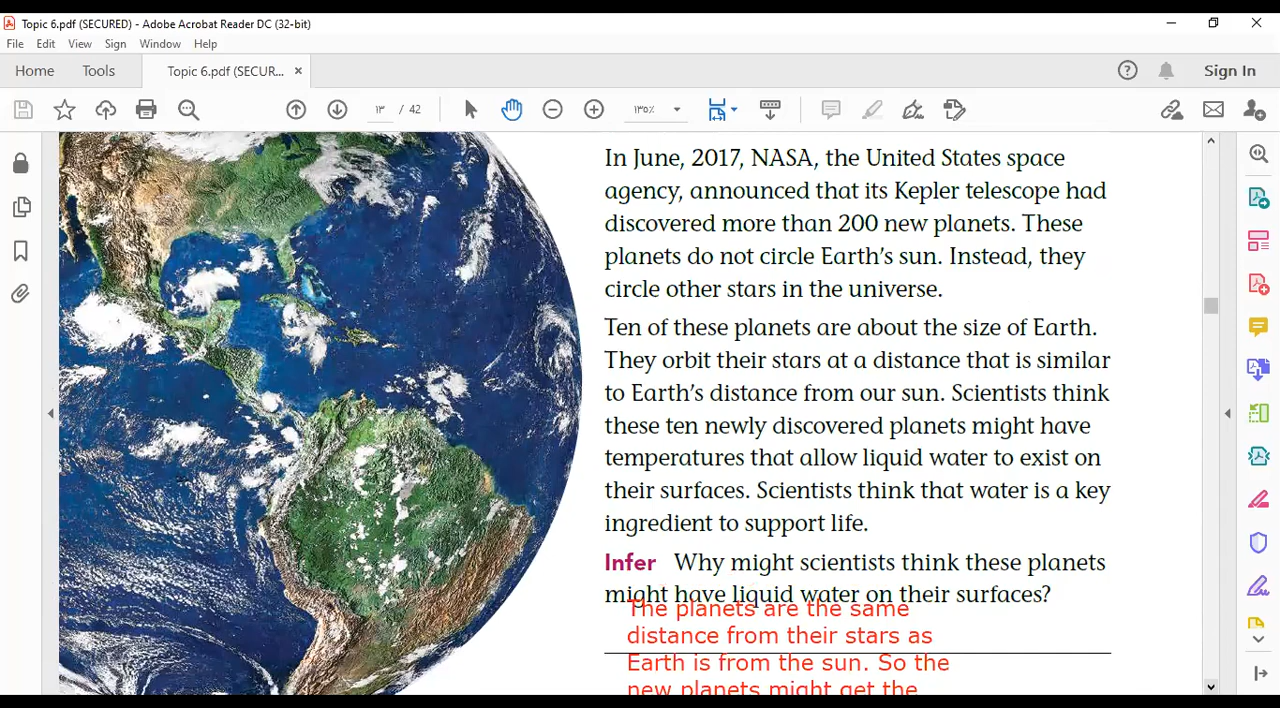 Topic 6.pdf (SECURED) - Adobe Acrobat Reader DC (32-bit)
File Edit View Sign Window Help
Home Tools Topic 6.pdf (SECUR... × Sign In
١٣ / 42 ١٣٥٪
In June, 2017, NASA, the United States space
agency, announced that its Kepler telescope had
discovered more than 200 new planets. These
planets do not circle Earth's sun. Instead, they
circle other stars in the universe.
Ten of these planets are about the size of Earth.
They orbit their stars at a distance that is similar
to Earth's distance from our sun. Scientists think
these ten newly discovered planets might have
temperatures that allow liquid water to exist on
their surfaces. Scientists think that water is a key
ingredient to support life.
Infer Why might scientists think these planets
might have liquid water on their surfaces?
The planets are the same
distance from their stars as
Earth is from the sun. So the
new planets might get the